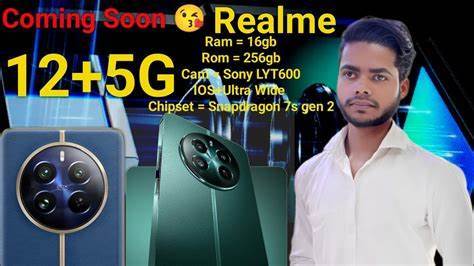 Coming Soon 😘 Realme
Ram = 16gb
Rom = 256gb
12+5G
Cam = Sony LYT600
IOS+Ultra Wide
Chipset = Snapdragon 7s gen 2